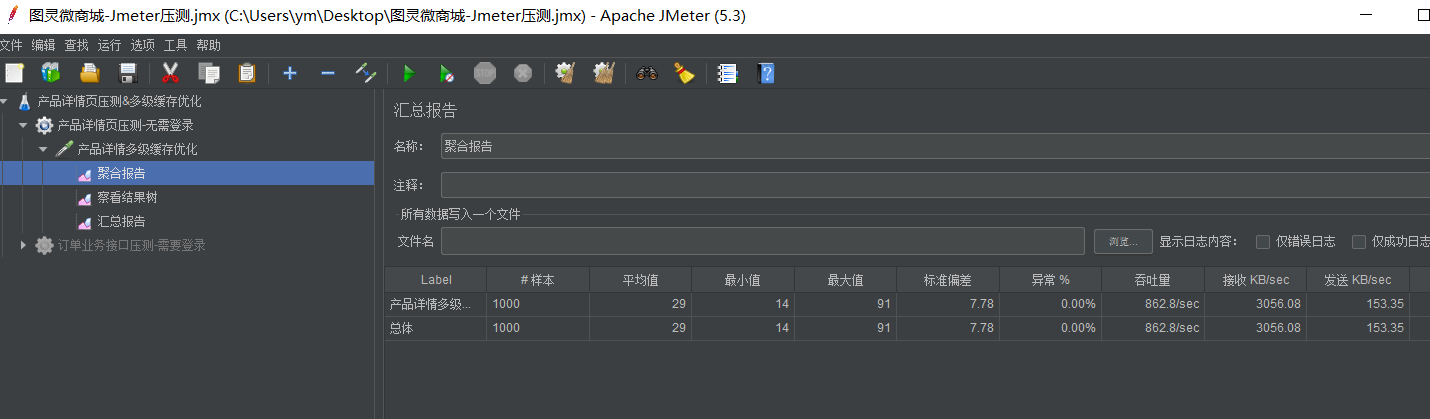 图灵微商城-Jmeter压测.jmx (C:\Users\ym\Desktop\图灵微商城-Jmeter压测.jmx) - Apache JMeter (5.3)
文件 编辑 查找 运行 选项 工具 帮助
STOP
产品详情页压测&多级缓存优化
产品详情页压测-无需登录
产品详情多级缓存优化
聚合报告
察看结果树
汇总报告
订单业务接口压测-需要登录
汇总报告
名称： 聚合报告
注释：
所有数据写入一个文件
文件名 浏览... 显示日志内容： 仅错误日志 仅成功日志
Label # 样本 平均值 最小值 最大值 标准偏差 异常 % 吞吐量 接收 KB/sec 发送 KB/sec
产品详情多级... 1000 29 14 91 7.78 0.00% 862.8/sec 3056.08 153.35
总体 1000 29 14 91 7.78 0.00% 862.8/sec 3056.08 153.35